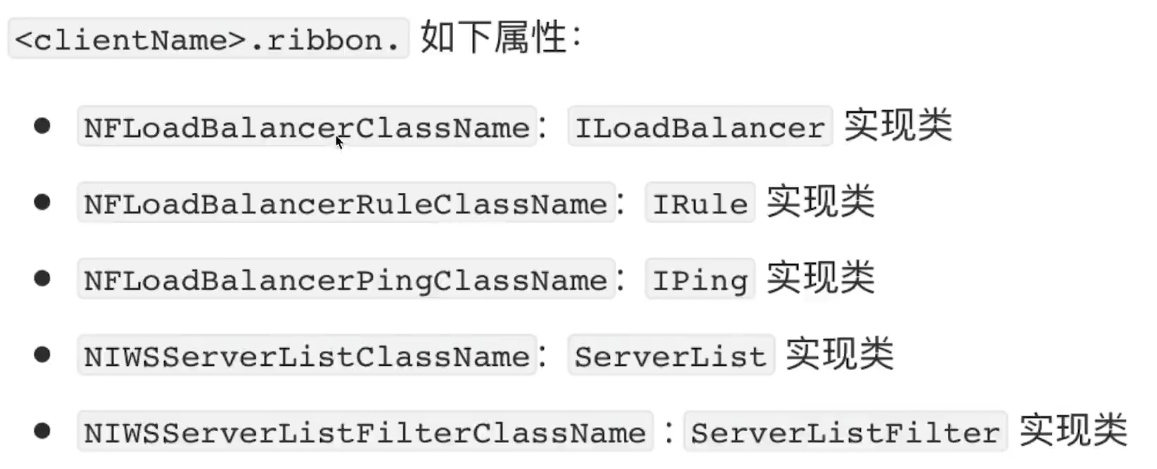 <clientName>.ribbon. 如下属性：
• NFLoadBalancerClassName： ILoadBalancer 实现类
• NFLoadBalancerRuleClassName： IRule 实现类
• NFLoadBalancerPingClassName： IPing 实现类
• NIWSServerListClassName： ServerList 实现类
• NIWSServerListFilterClassName : ServerListFilter 实现类